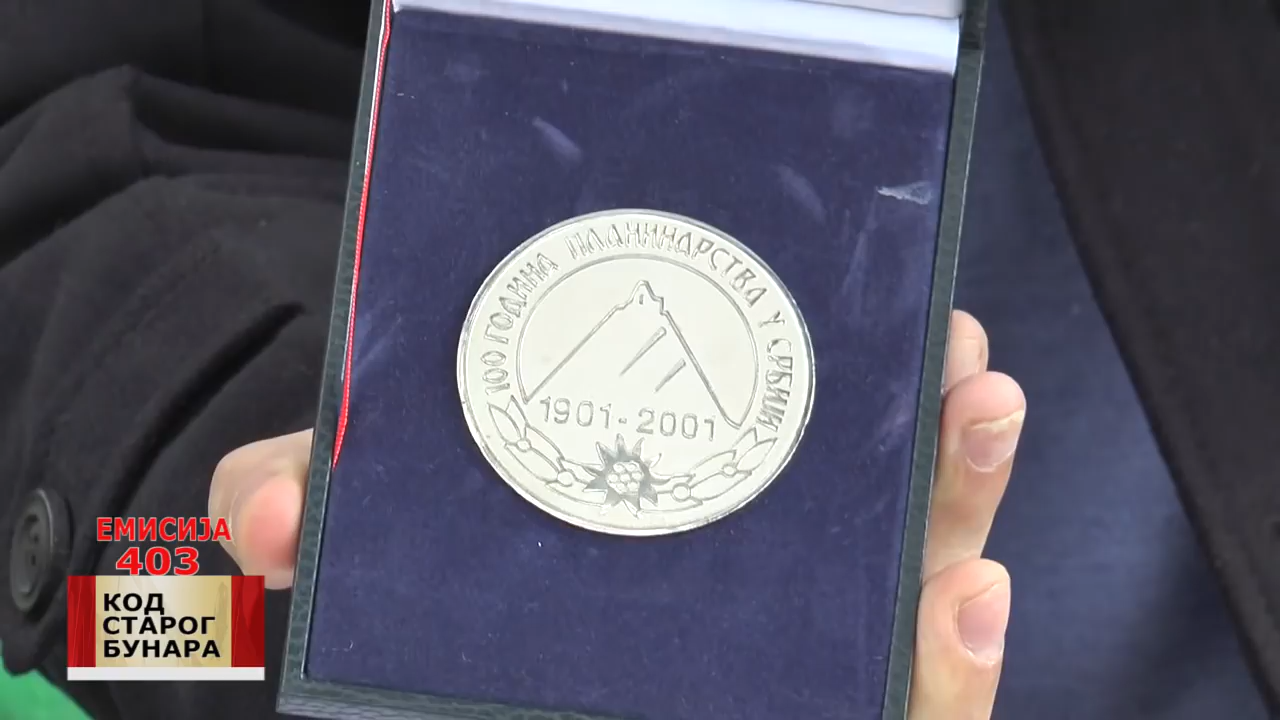 100 ГОДИНА ПЛАНИНАРСТВА У СРБИЈИ
1901-2001
ЕМИСИЈА
403
КОД
СТАРОГ
БУНАРА